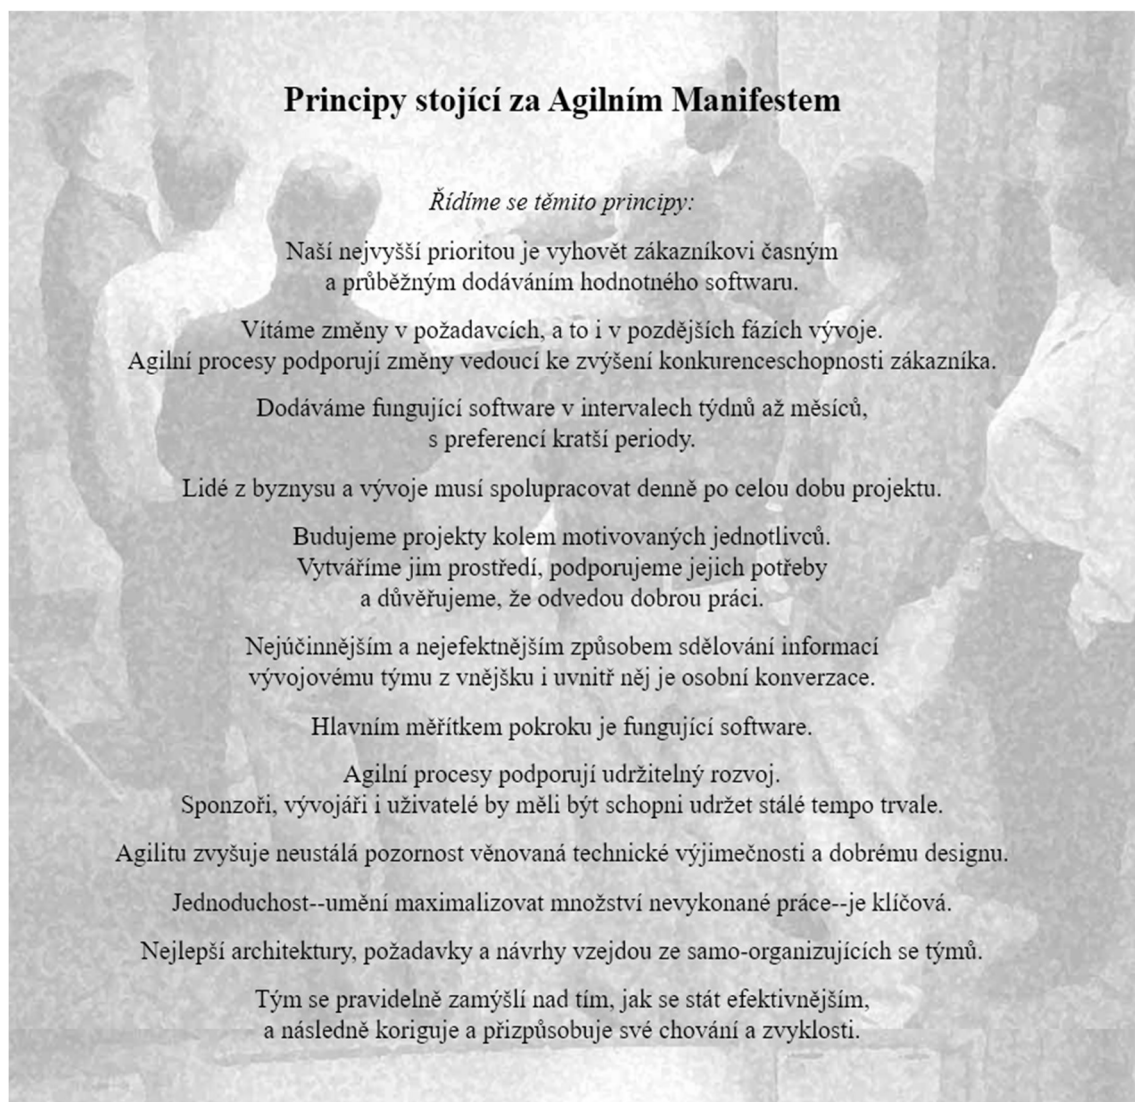 Principy stojící za Agilním Manifestem
Řídíme se těmito principy:
Naší nejvyšší prioritou je vyhovět zákazníkovi časným
a průběžným dodáváním hodnotného softwaru.
Vítáme změny v požadavcích, a to i v pozdějších fázích vývoje.
Agilní procesy podporují změny vedoucí ke zvýšení konkurenceschopnosti zákazníka.
Dodáváme fungující software v intervalech týdnů až měsíců,
s preferencí kratší periody.
Lidé z byznysu a vývoje musí spolupracovat denně po celou dobu projektu.
Budujeme projekty kolem motivovaných jednotlivců.
Vytváříme jim prostředí, podporujeme jejich potřeby
a důvěřujeme, že odvedou dobrou práci.
Nejúčinnějším a nejefektnějším způsobem sdělování informací
vývojovému týmu z vnějšku i uvnitř něj je osobní konverzace.
Hlavním měřítkem pokroku je fungující software.
Agilní procesy podporují udržitelný rozvoj.
Sponzoři, vývojáři i uživatelé by měli být schopni udržet stálé tempo trvale.
Agilitu zvyšuje neustálá pozornost věnovaná technické výjimečnosti a dobrému designu.
Jednoduchost--umění maximalizovat množství nevykonané práce--je klíčová.
Nejlepší architektury, požadavky a návrhy vzejdou ze samo-organizujících se týmů.
Tým se pravidelně zamýšlí nad tím, jak se stát efektivnějším,
a následně koriguje a přizpůsobuje své chování a zvyklosti.